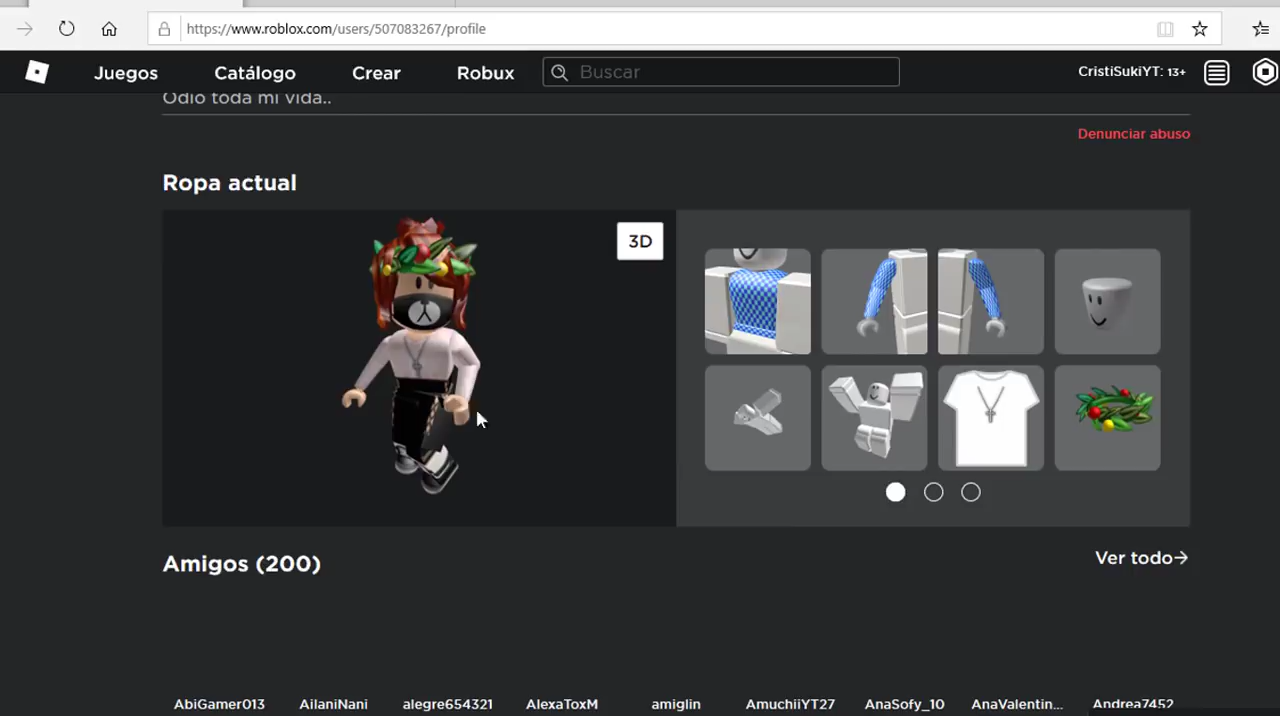 https://www.roblox.com/users/507083267/profile
Juegos Catálogo Crear Robux Buscar CristiSukiYT: 13+
Odio toda mi vida..
Denunciar abuso
Ropa actual
3D
Amigos (200)
Ver todo→
AbiGamer013 AilaniNani alegre654321 AlexaToxM amiglin AmuchiiYT27 AnaSofy_10 AnaValentin... Andrea7452